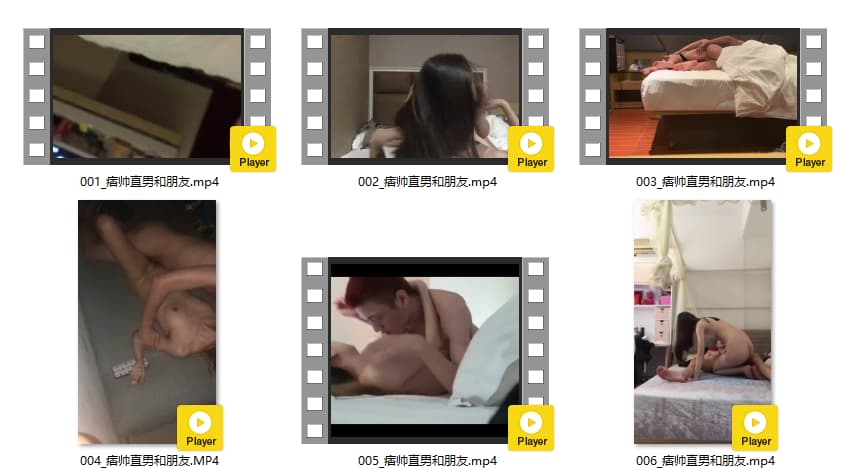 Player
Player
Player
001_痞帅直男和朋友.mp4
002_痞帅直男和朋友.mp4
003_痞帅直男和朋友.mp4
Player
Player
Player
004_痞帅直男和朋友.MP4
005_痞帅直男和朋友.mp4
006_痞帅直男和朋友.mp4